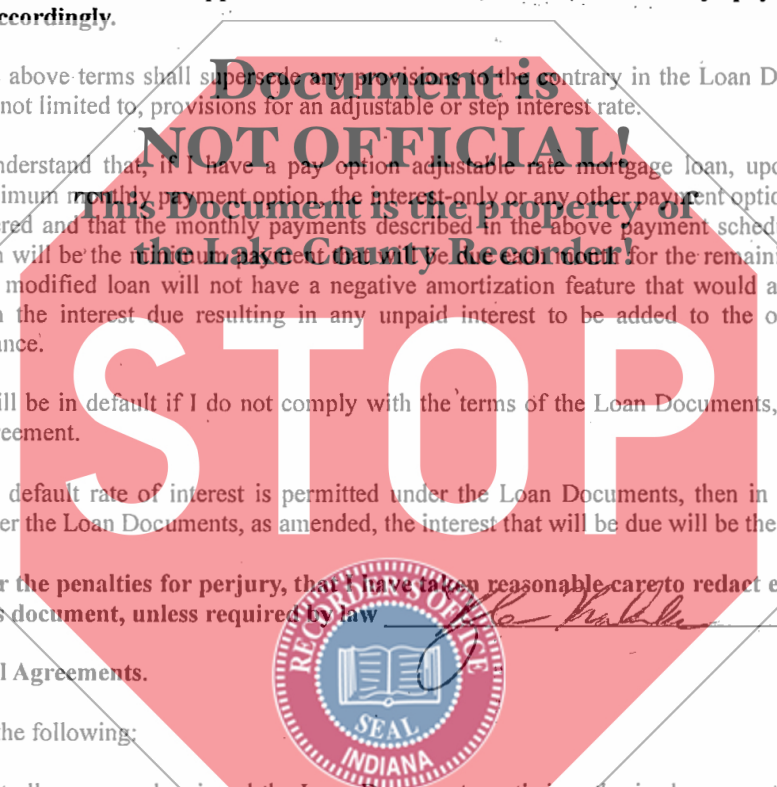 ccordingly.
above terms shall supersede any provisions to the contrary in the Loan D
not limited to, provisions for an adjustable or step interest rate.
Document is
NOT OFFICIAL!
This Document is the property of
the Lake County Recorder!
nderstand that, if I have a pay option adjustable rate mortgage loan, upo
imum monthly payment option, the interest-only or any other payment optio
red and that the monthly payments described in the above payment sched
will be the minimum payment that will be due each month for the remaini
modified loan will not have a negative amortization feature that would a
the interest due resulting in any unpaid interest to be added to the o
nce.
STOP
ill be in default if I do not comply with the terms of the Loan Documents,
reement.
default rate of interest is permitted under the Loan Documents, then in
er the Loan Documents, as amended, the interest that will be due will be the
r the penalties for perjury, that I have taken reasonable care to redact e
s document, unless required by law
RECORDER'S OFFICE
SEAL
INDIANA
l Agreements.
he following: